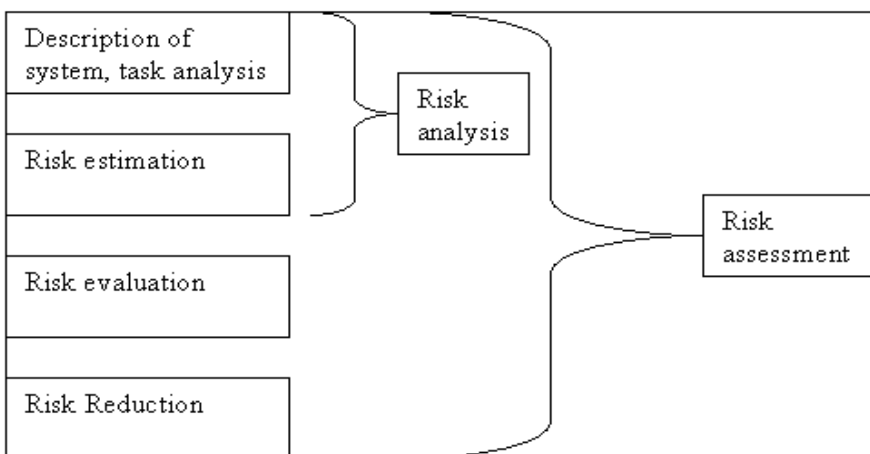 Description of
system, task analysis
Risk
analysis
Risk estimation
Risk
assessment
Risk evaluation
Risk Reduction